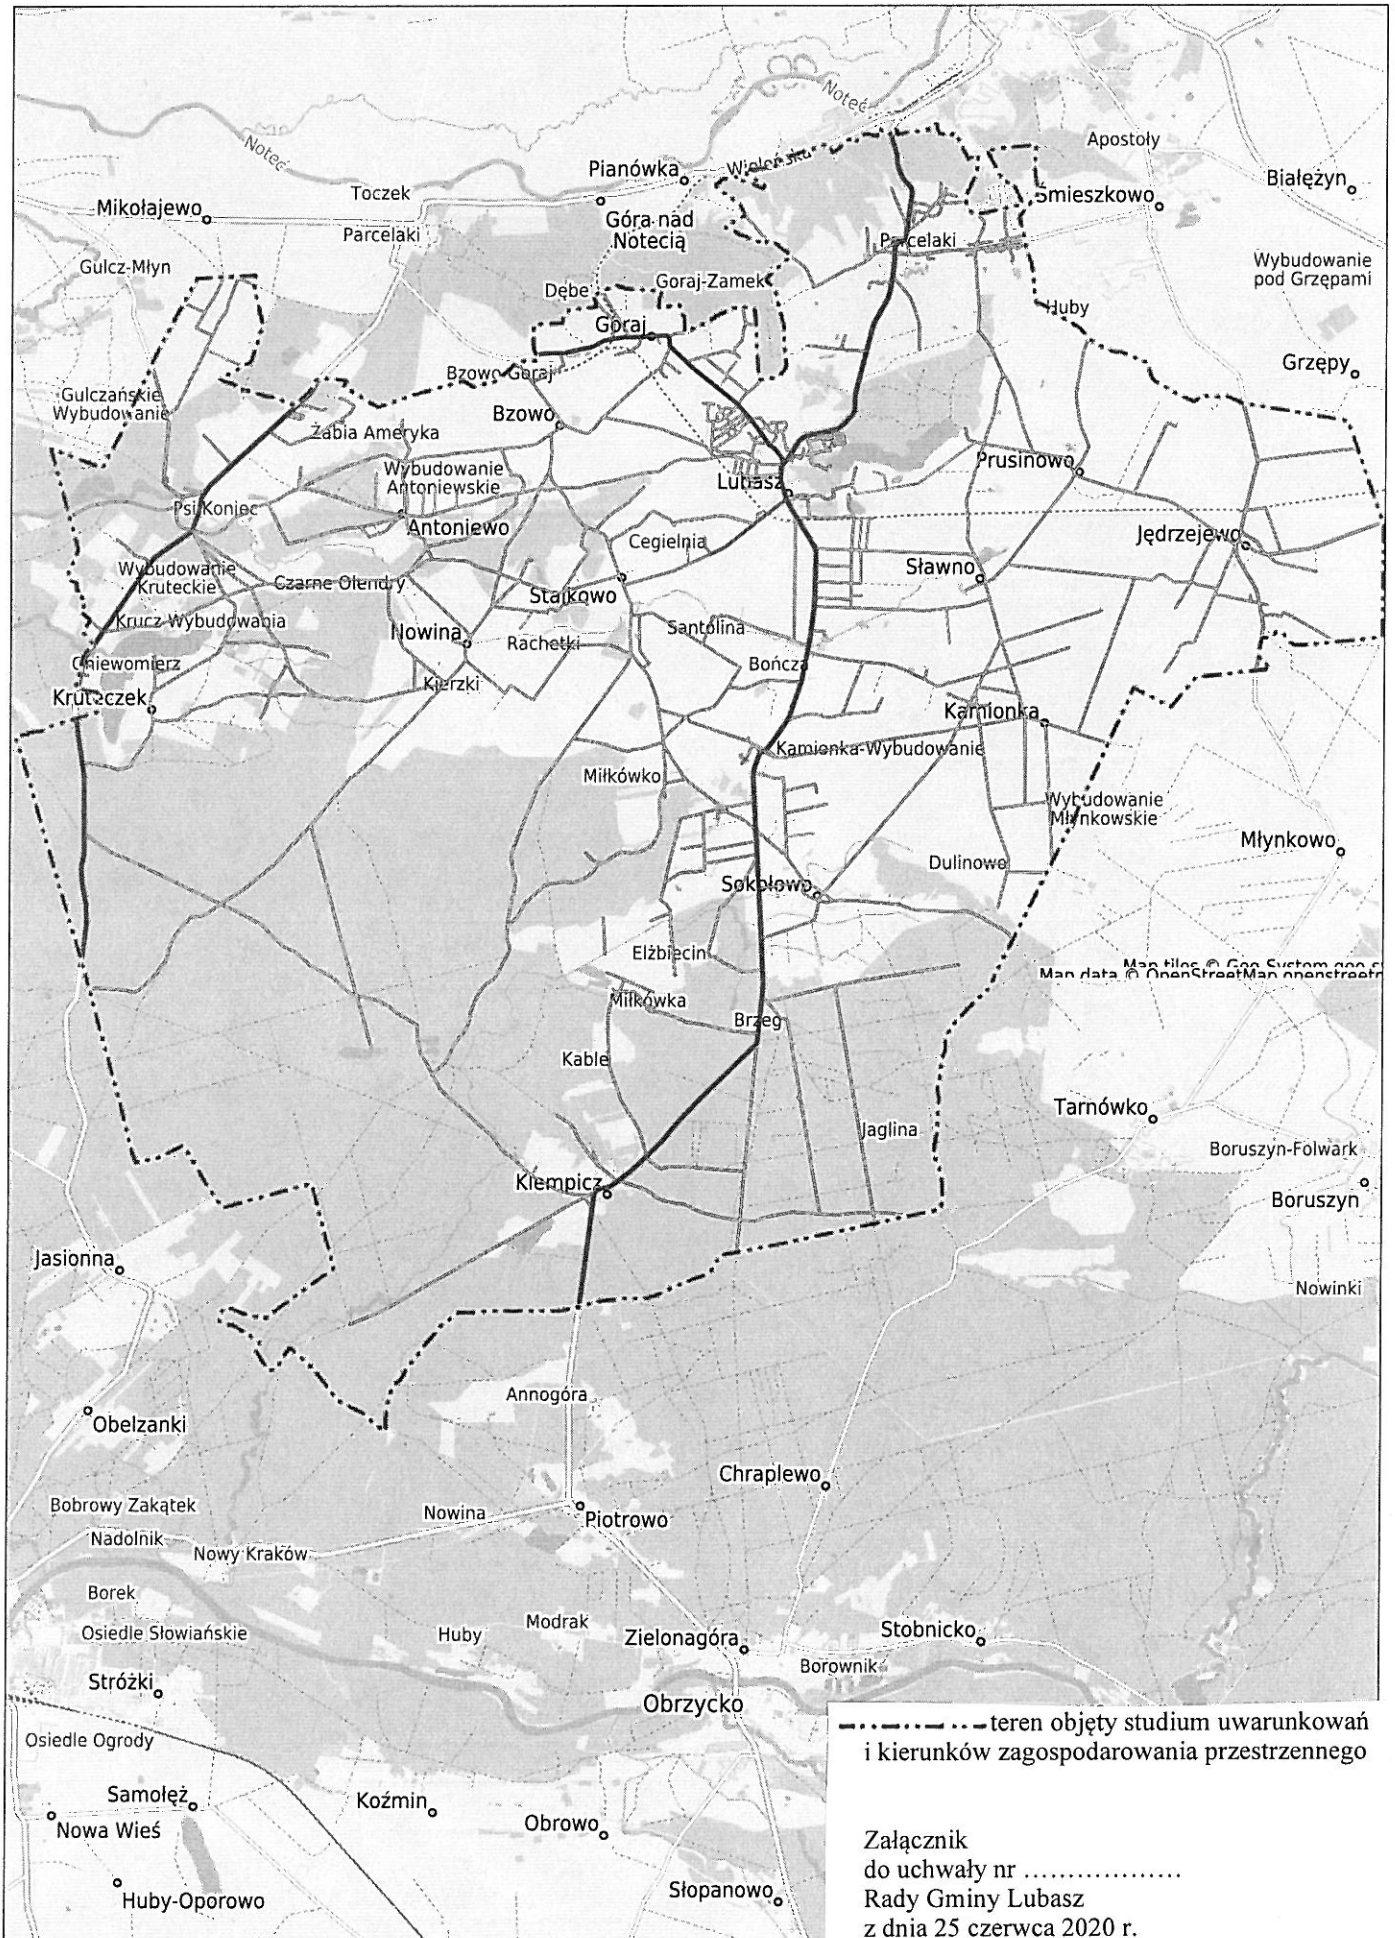 Noteć
Noteć
Apostoły
Pianówka
Wieleńska
Białężyn
Toczek
Śmieszkowo
Mikołajewo
Góra nad
Notecią
Parcelaki
Parcelaki
Gulcz-Młyn
Wybudowanie
pod Grzępami
Goraj-Zamek
Dębe
Huby
Goraj
Grzępy
Bzowo Goraj
Gulczańskie
Wybudowanie
Bzowo
Żabia Ameryka
Wybudowanie
Antoniewskie
Prusinowo
Lubasz
Psi Koniec
Antoniewo
Cegielnia
Jędrzejewo
Wybudowanie
Kruteckie
Czarne Olendry
Sławno
Stajkowo
Krucz Wybudowania
Nowina
Rachetki
Santolina
Gniewomierz
Bończa
Kierzki
Kruteczek
Kamionka
Kamionka-Wybudowanie
Miłkówko
Wybudowanie
Młynkowskie
Młynkowo
Dulinowo
Sokołowo
Elżbiecin
Map tiles © Geo-System
Map data © OpenStreetMap
Miłkówka
Brzeg
Kable
Tarnówko
Jaglina
Boruszyn-Folwark
Klempicz
Boruszyn
Jasionna
Nowinki
Annogóra
Obelzanki
Chraplewo
Bobrowy Zakątek
Nowina
Piotrowo
Nadolnik
Nowy Kraków
Borek
Modrak
Osiedle Słowiańskie
Huby
Zielonagóra
Stobnicko
Borownik
Stróżki
Obrzycko
Osiedle Ogrody
Samołęż
Koźmin
Nowa Wieś
Obrowo
Huby-Oporowo
Słopanowo
teren objęty studium uwarunkowań
i kierunków zagospodarowania przestrzennego
Załącznik
do uchwały nr ...................
Rady Gminy Lubasz
z dnia 25 czerwca 2020 r.